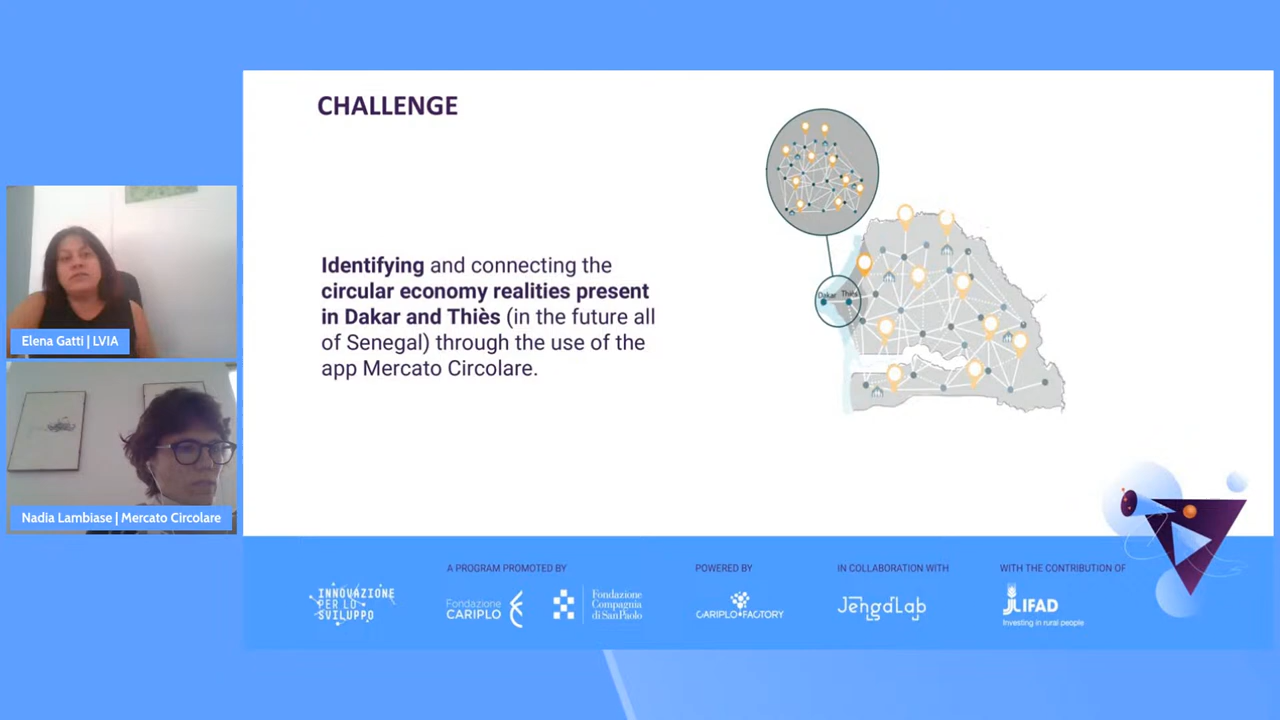 CHALLENGE
Identifying and connecting the
circular economy realities present
in Dakar and Thiès (in the future all
of Senegal) through the use of the
app Mercato Circolare.
Dakar Thiès
Elena Gatti | LVIA
Nadia Lambiase | Mercato Circolare
A PROGRAM PROMOTED BY
POWERED BY
IN COLLABORATION WITH
WITH THE CONTRIBUTION OF
INNOVAZIONE
PER LO
SVILUPPO
Fondazione
CARIPLO
Fondazione
Compagnia
di San Paolo
CARIPLO FACTORY
JengaLab
JLIFAD
Investing in rural people